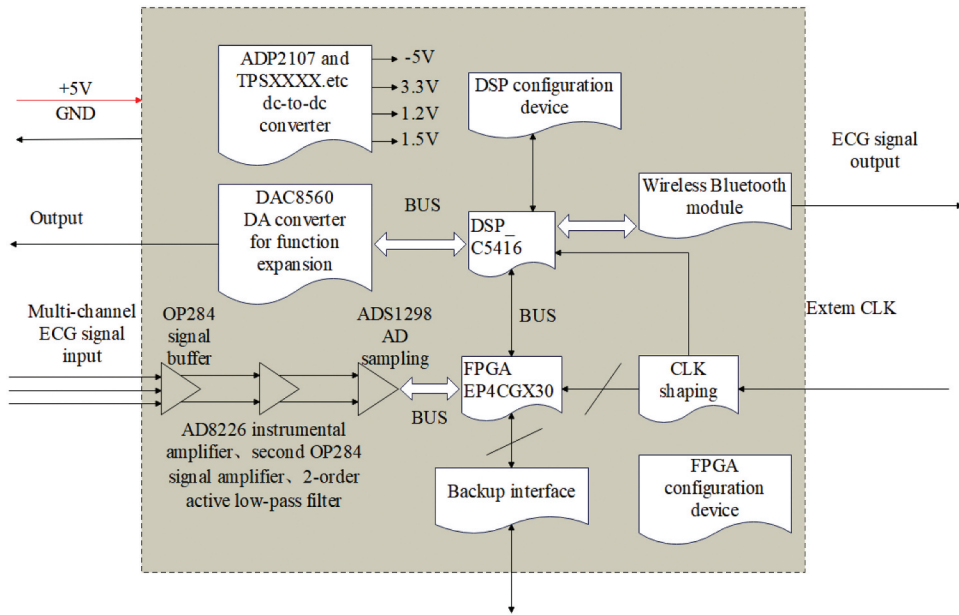 ADP2107 and
TPSXXXX.etc
dc-to-dc
converter
-5V
3.3V
1.2V
1.5V
+5V
GND
DSP configuration
device
ECG signal
output
Wireless Bluetooth
module
DAC8560
DA converter
for function
expansion
Output
BUS
DSP_
C5416
Multi-channel
ECG signal
input
OP284
signal
buffer
ADS1298
AD
sampling
BUS
Extem CLK
FPGA
EP4CGX30
CLK
shaping
BUS
AD8226 instrumental
amplifier、second OP284
signal amplifier、2-order
active low-pass filter
Backup interface
FPGA
configuration
device